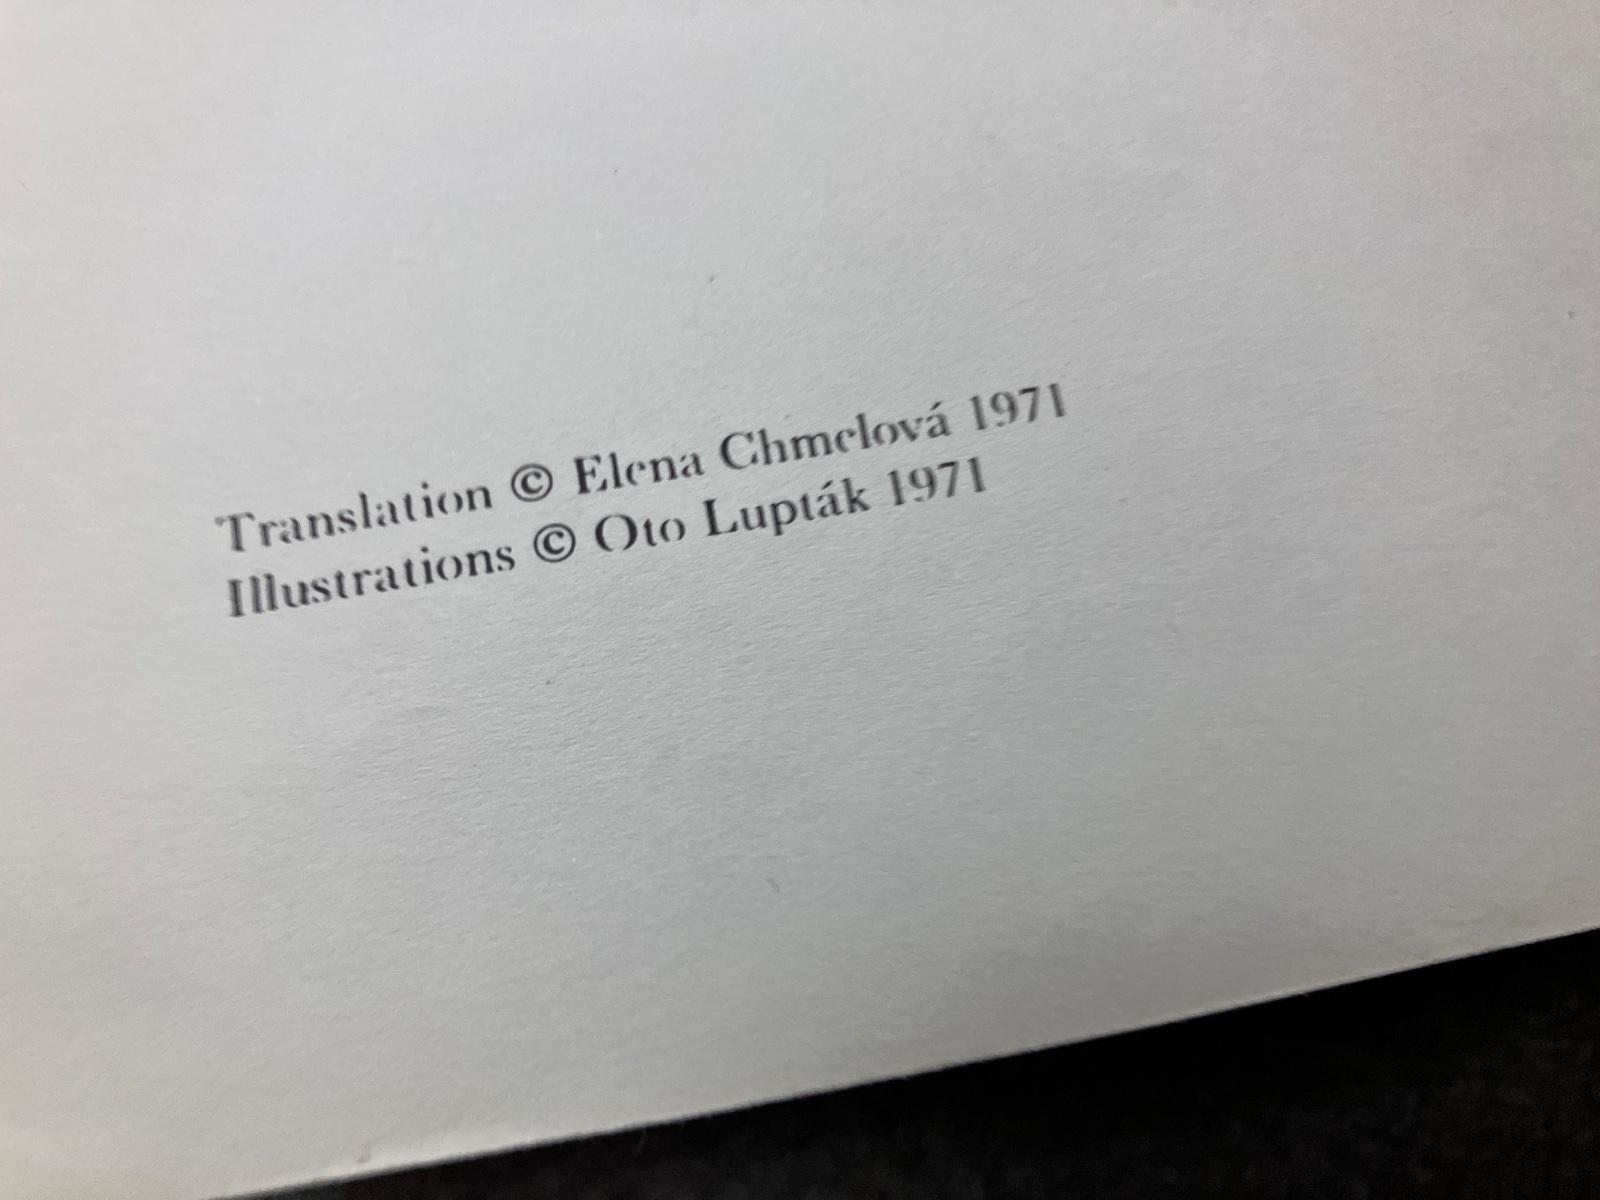 Translation © Elena Chmelová 1971
Illustrations © Oto Lupták 1971